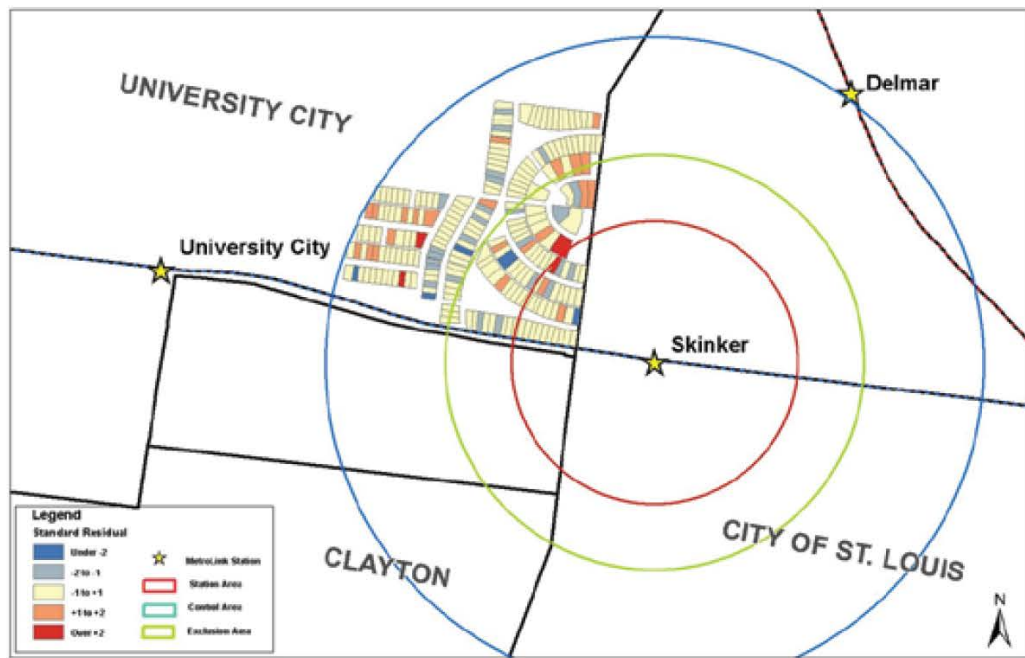 UNIVERSITY CITY
Delmar
University City
Skinker
CITY OF ST. LOUIS
CLAYTON
N
Legend
Standard Residual
Under -2
-2 to -1
-1 to +1
+1 to +2
Over +2
MetroLink Station
Station Area
Control Area
Exclusion Area